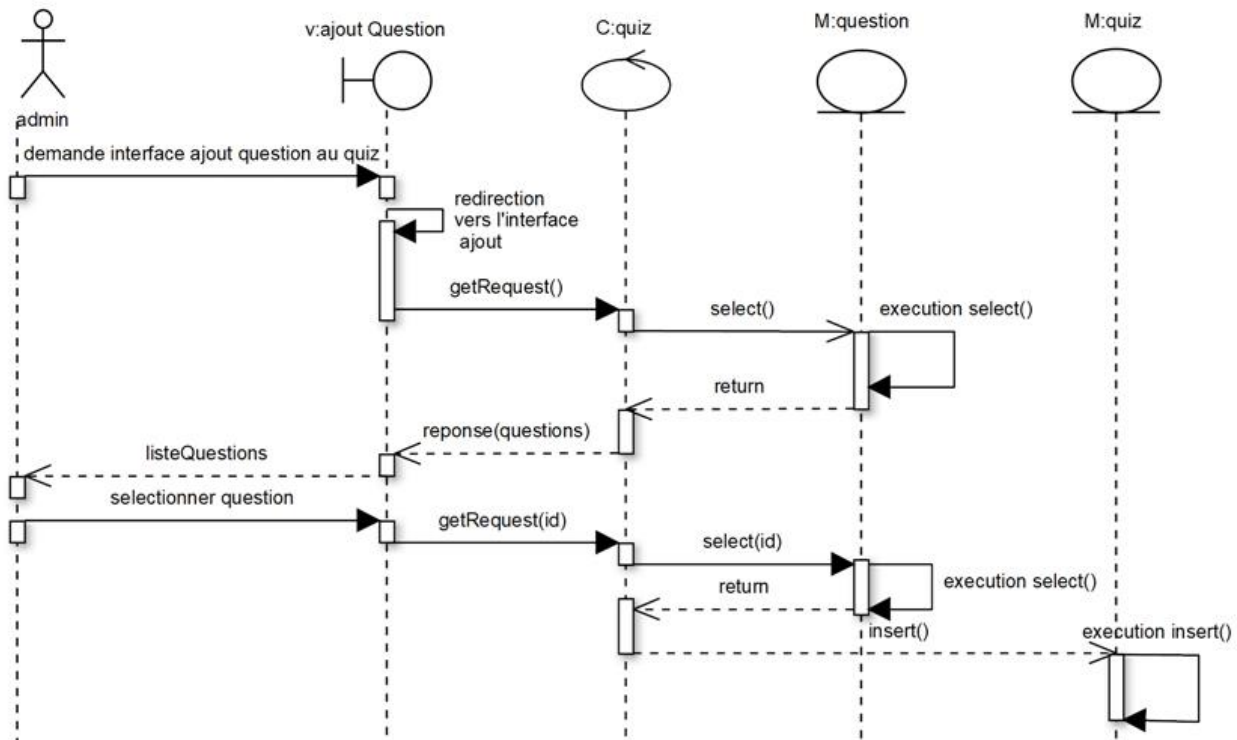 v:ajout Question
C:quiz
M:question
M:quiz
admin
demande interface ajout question au quiz
redirection
vers l'interface
ajout
getRequest()
select()
execution select()
return
reponse(questions)
listeQuestions
selectionner question
getRequest(id)
select(id)
execution select()
return
insert()
execution insert()